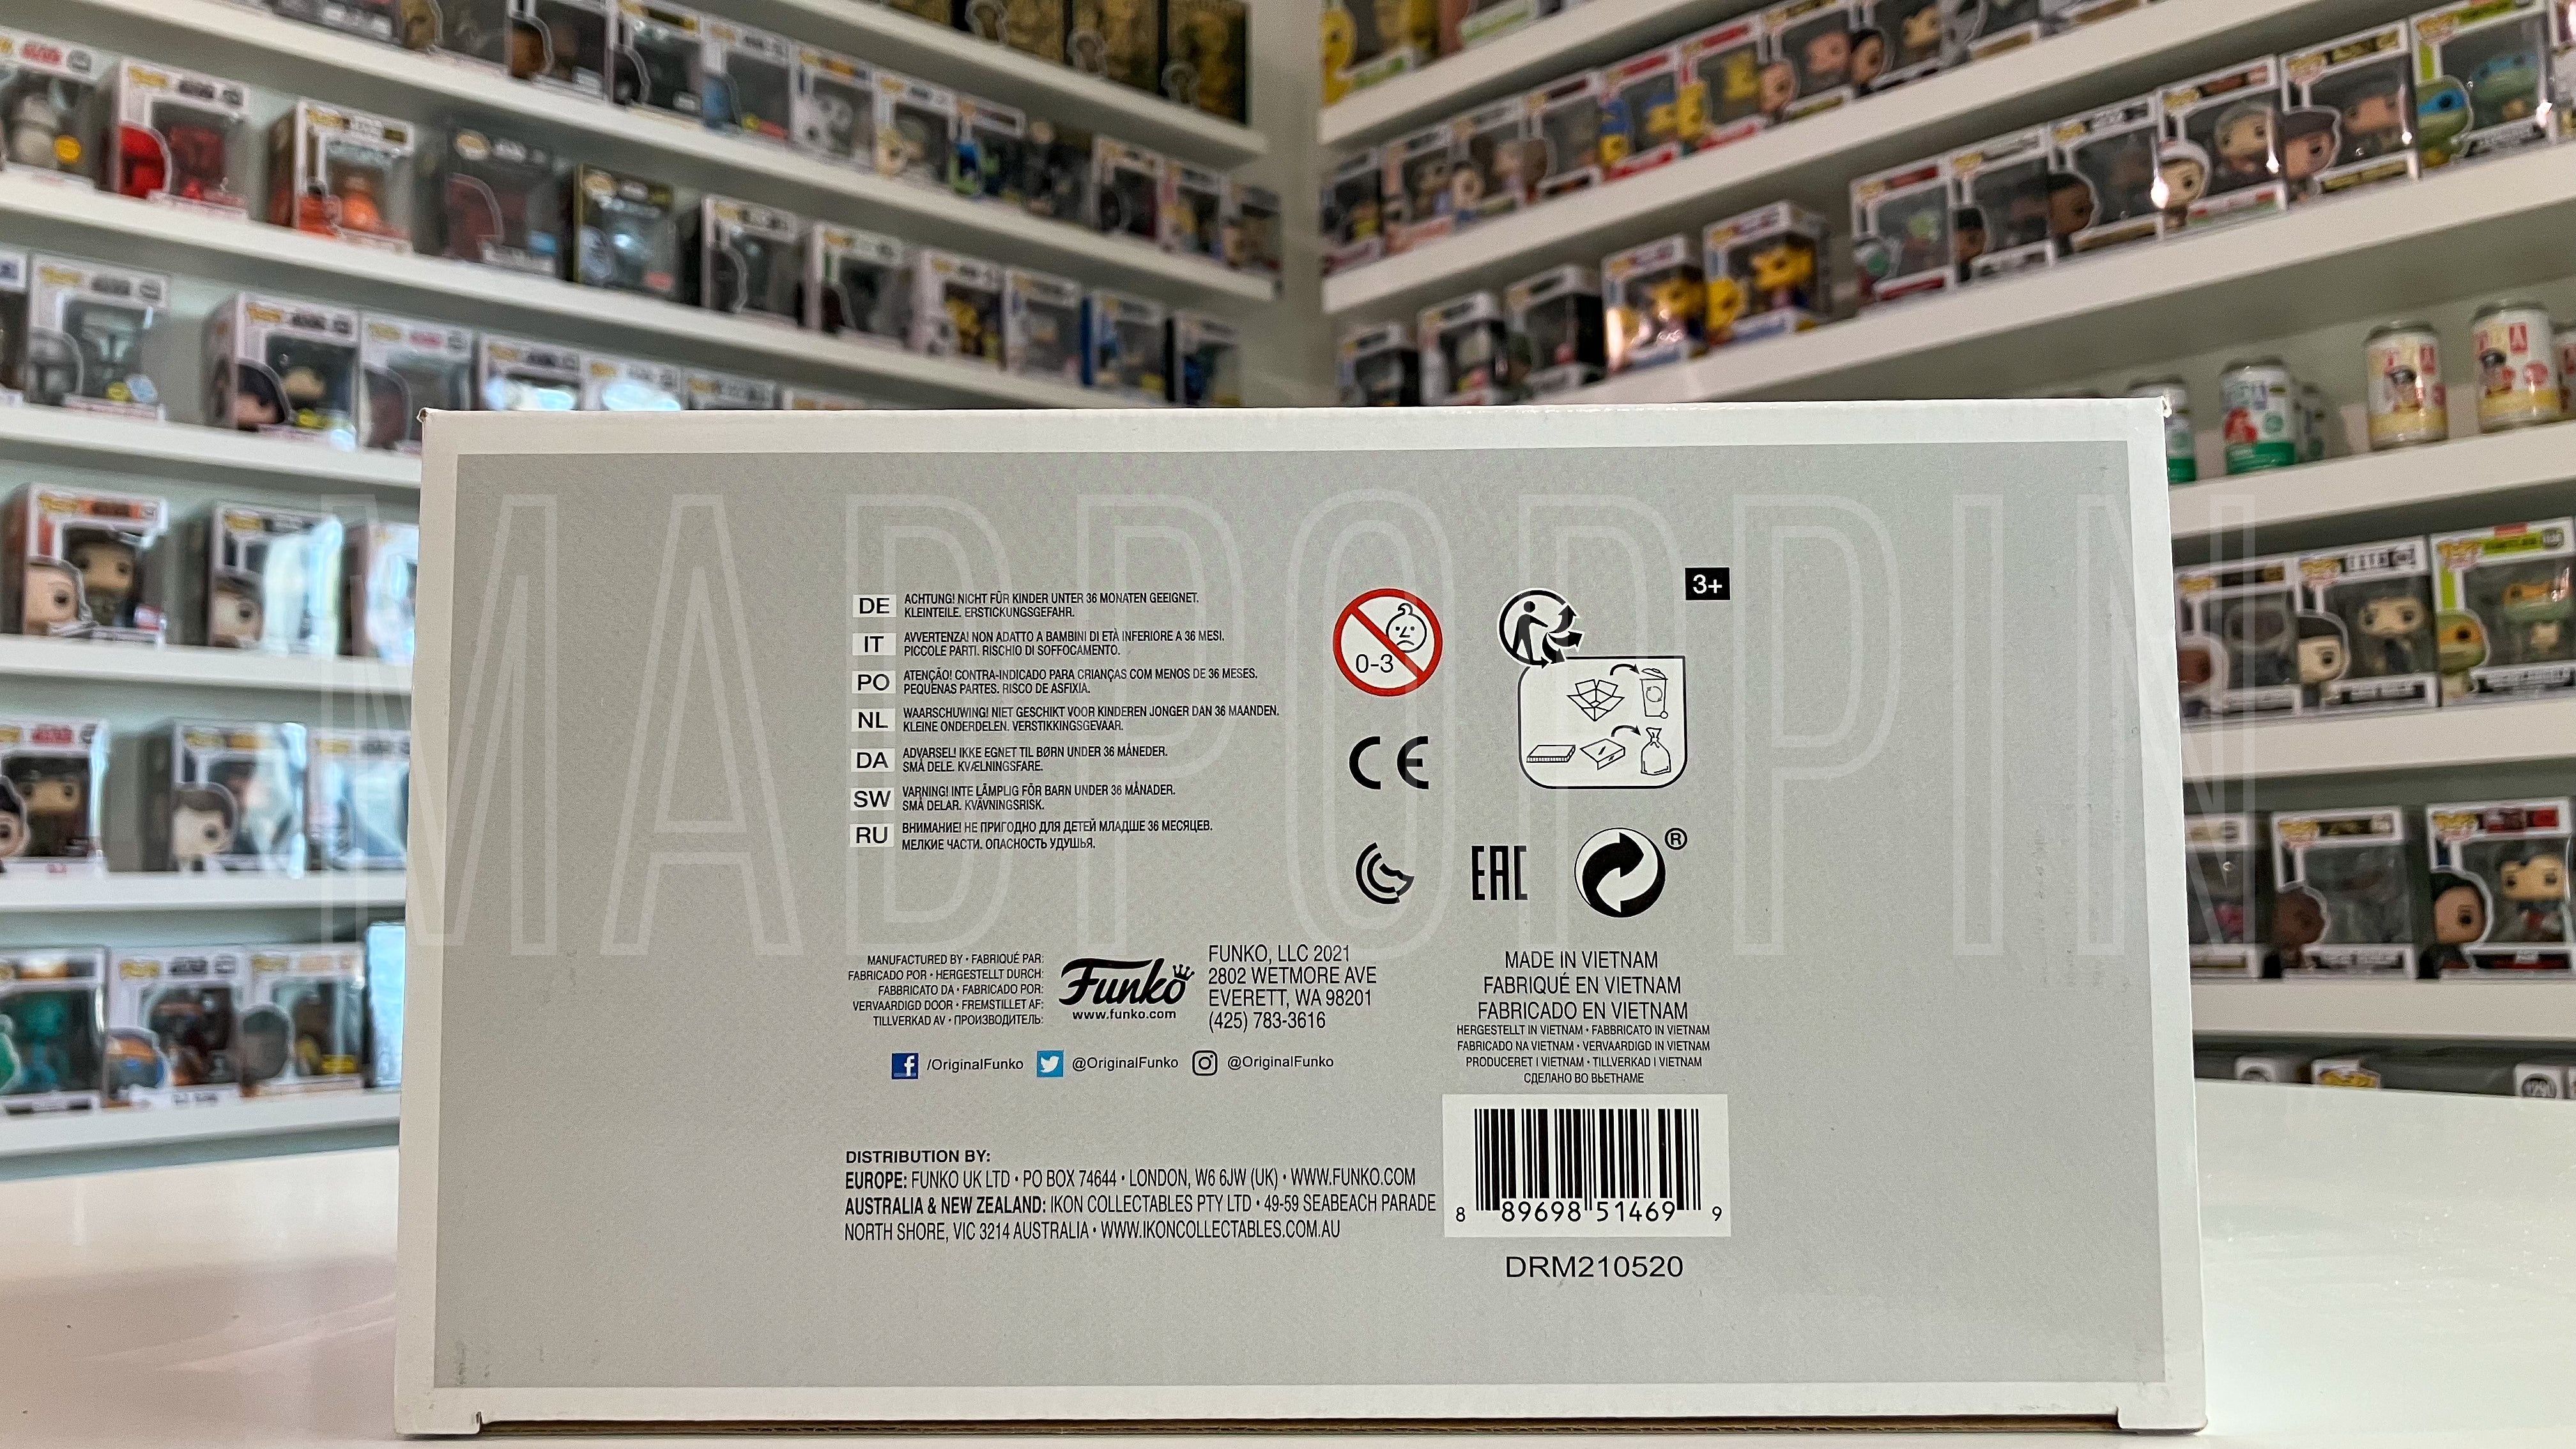 MADPOPPIN
3+
DE ACHTUNG! NICHT FÜR KINDER UNTER 36 MONATEN GEEIGNET.
KLEINTEILE. ERSTICKUNGSGEFAHR.
IT AVVERTENZA! NON ADATTO A BAMBINI DI ETÀ INFERIORE A 36 MESI.
PICCOLE PARTI. RISCHIO DI SOFFOCAMENTO.
PO ATENÇÃO! CONTRA-INDICADO PARA CRIANÇAS COM MENOS DE 36 MESES.
PEQUENAS PARTES. RISCO DE ASFIXIA.
NL WAARSCHUWING! NIET GESCHIKT VOOR KINDEREN JONGER DAN 36 MAANDEN.
KLEINE ONDERDELEN. VERSTIKKINGSGEVAAR.
DA ADVARSEL! IKKE EGNET TIL BØRN UNDER 36 MÅNEDER.
SMÅ DELE. KVÆLNINGSFARE.
SW VARNING! INTE LÄMPLIG FÖR BARN UNDER 36 MÅNADER.
SMÅ DELAR. KVÄVNINGSRISK.
RU ВНИМАНИЕ! НЕ ПРИГОДНО ДЛЯ ДЕТЕЙ МЛАДШЕ 36 МЕСЯЦЕВ.
МЕЛКИЕ ЧАСТИ. ОПАСНОСТЬ УДУШЬЯ.
0-3
CE
EAC
®
MANUFACTURED BY • FABRIQUÉ PAR:
FABRICADO POR • HERGESTELLT DURCH:
FABBRICATO DA • FABRICADO POR:
VERVAARDIGD DOOR • FREMSTILLET AF:
TILLVERKAD AV • ПРОИЗВОДИТЕЛЬ:
Funko
www.funko.com
FUNKO, LLC 2021
2802 WETMORE AVE
EVERETT, WA 98201
(425) 783-3616
/OriginalFunko @OriginalFunko @OriginalFunko
MADE IN VIETNAM
FABRIQUÉ EN VIETNAM
FABRICADO EN VIETNAM
HERGESTELLT IN VIETNAM • FABBRICATO IN VIETNAM
FABRICADO NA VIETNAM • VERVAARDIGD IN VIETNAM
PRODUCERET I VIETNAM • TILLVERKAD I VIETNAM
СДЕЛАНО ВО ВЬЕТНАМЕ
DISTRIBUTION BY:
EUROPE: FUNKO UK LTD • PO BOX 74644 • LONDON, W6 6JW (UK) • WWW.FUNKO.COM
AUSTRALIA & NEW ZEALAND: IKON COLLECTABLES PTY LTD • 49-59 SEABEACH PARADE
NORTH SHORE, VIC 3214 AUSTRALIA • WWW.IKONCOLLECTABLES.COM.AU
8 89698 51469 9
DRM210520